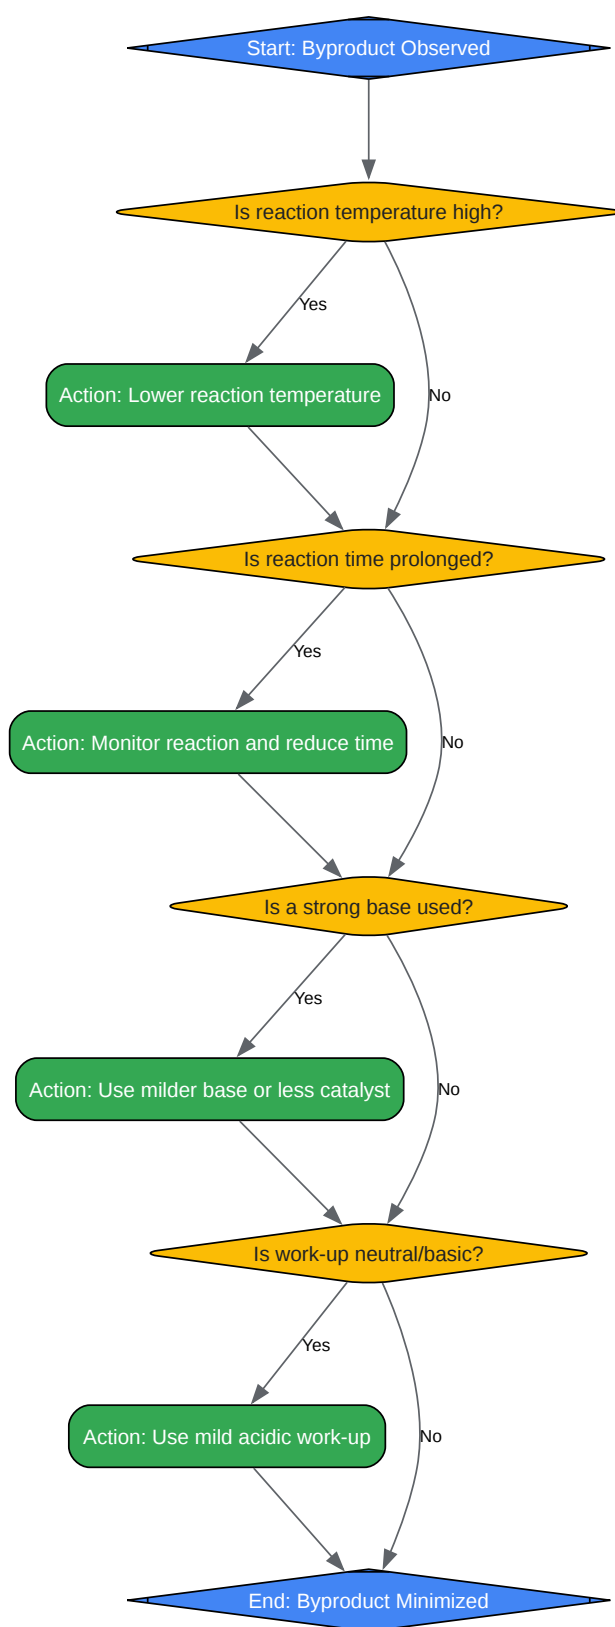 Start: Byproduct Observed
Is reaction temperature high?
Yes
Action: Lower reaction temperature
No
Is reaction time prolonged?
Yes
Action: Monitor reaction and reduce time
No
Is a strong base used?
Yes
Action: Use milder base or less catalyst
No
Is work-up neutral/basic?
Yes
Action: Use mild acidic work-up
No
End: Byproduct Minimized